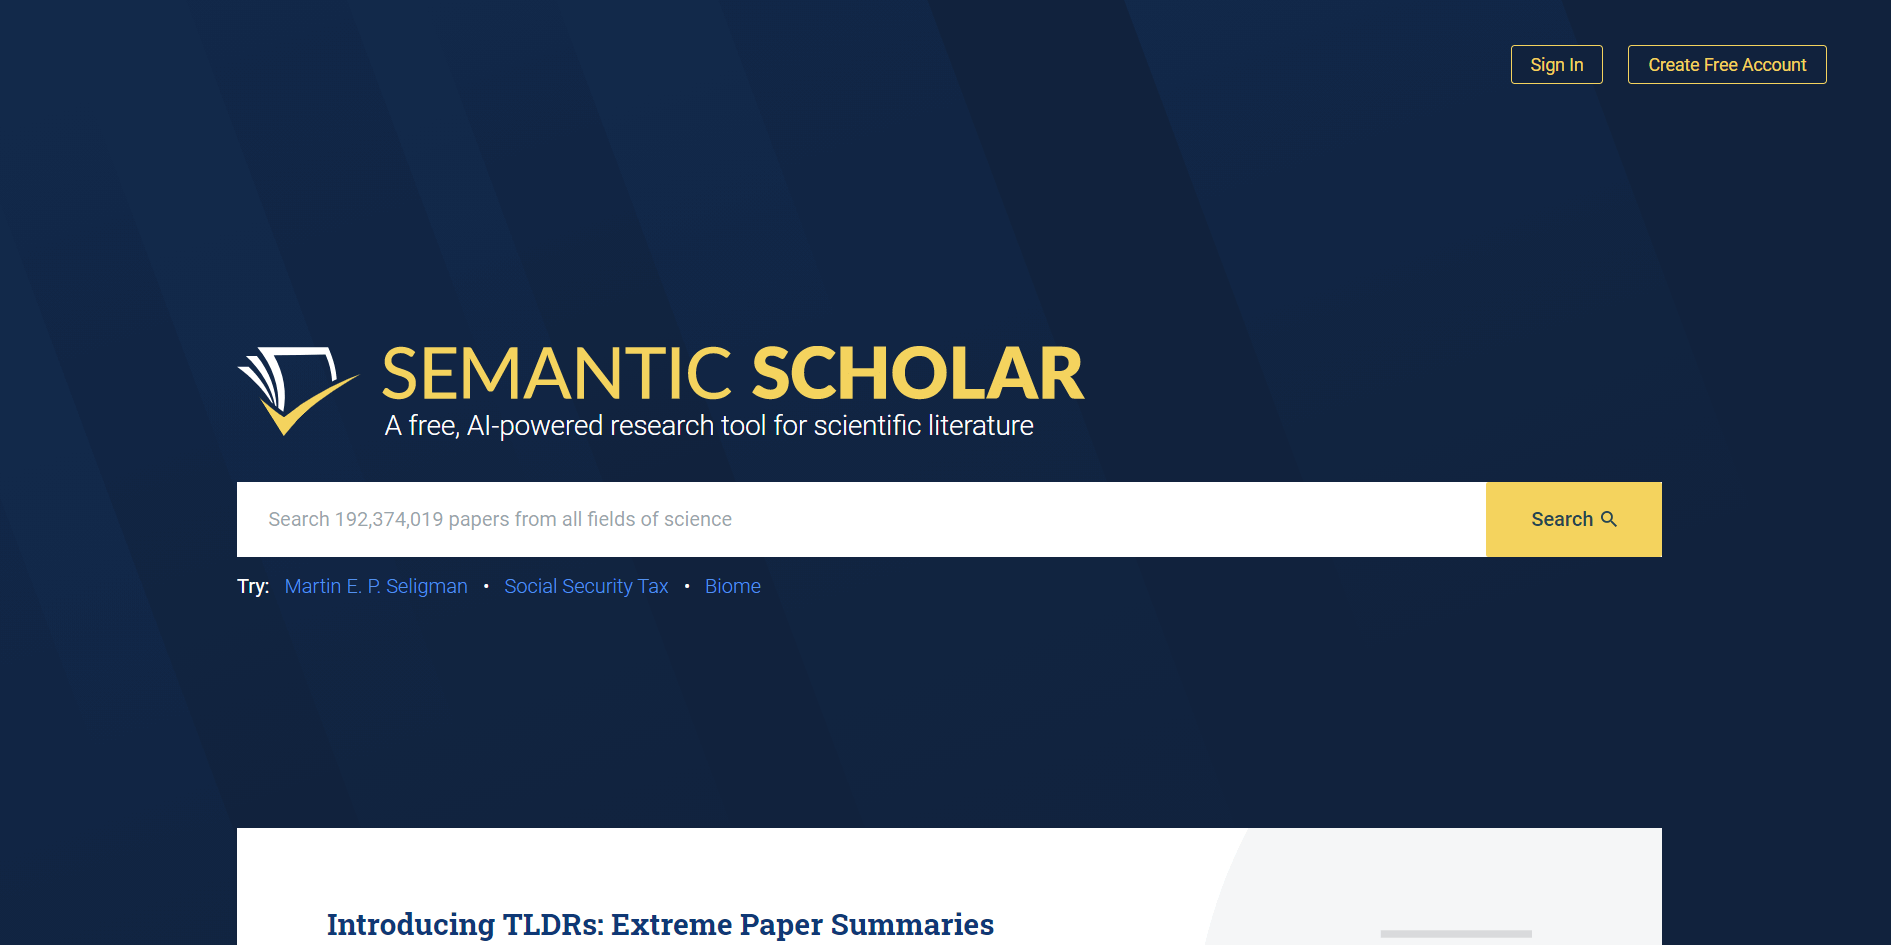 Sign In Create Free Account
SEMANTIC SCHOLAR
A free, AI-powered research tool for scientific literature
Search 192,374,019 papers from all fields of science Search
Try: Martin E. P. Seligman • Social Security Tax • Biome
Introducing TLDRs: Extreme Paper Summaries